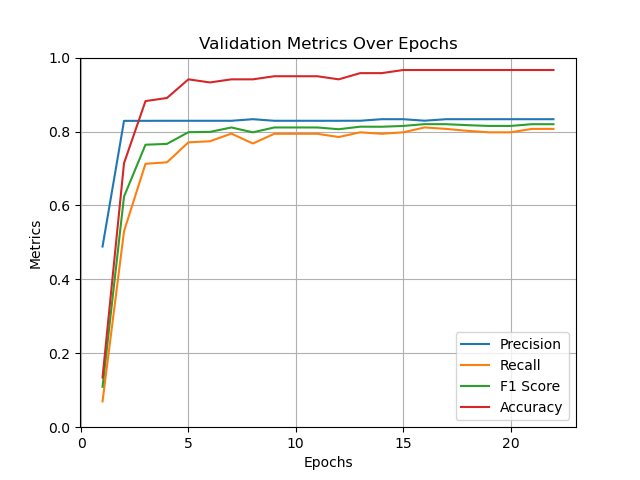 Validation Metrics Over Epochs
1.0
0.8
0.6
0.4
0.2
0.0
Metrics
0
5
10
15
20
Epochs
Precision
Recall
F1 Score
Accuracy